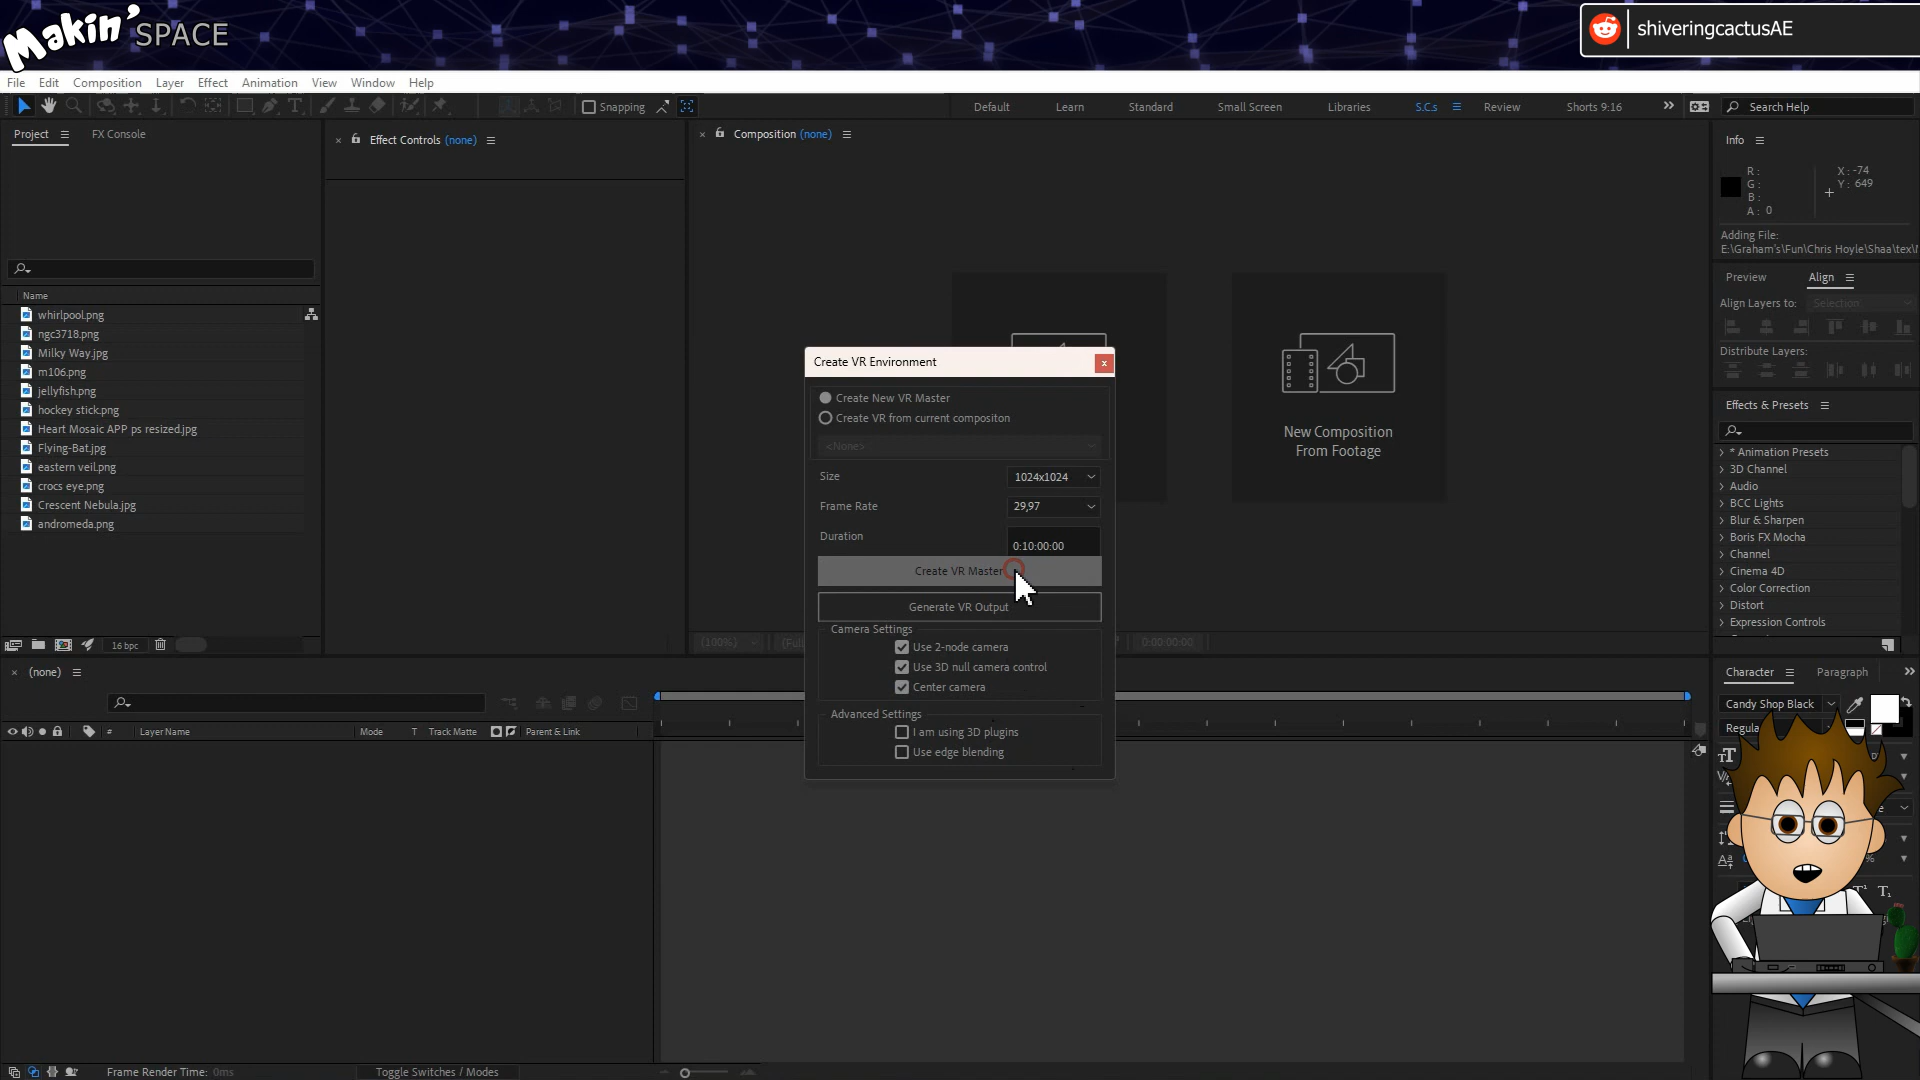 Makin' SPACE
shiveringcactusAE
File Edit Composition Layer Effect Animation View Window Help
Snapping
Default Learn Standard Small Screen Libraries S.C.s Review Shorts 9:16 Search Help
Project FX Console
Effect Controls (none)
Composition (none)
Info
R :
G :
B :
A : 0
X : -74
Y : 649
Adding File:
E:\Graham's\Fun\Chris Hoyle\Shaa\tex\
Preview Align
Align Layers to: Selection
Distribute Layers:
Effects & Presets
* Animation Presets
3D Channel
Audio
BCC Lights
Blur & Sharpen
Boris FX Mocha
Channel
Cinema 4D
Color Correction
Distort
Expression Controls
Name
whirlpool.png
ngc3718.png
Milky Way.jpg
m106.png
jellyfish.png
hockey stick.png
Heart Mosaic APP ps resized.jpg
Flying-Bat.jpg
eastern veil.png
crocs eye.png
Crescent Nebula.jpg
andromeda.png
16 bpc
New Composition
From Footage
Create VR Environment
Create New VR Master
Create VR from current compositon
<None>
Size 1024x1024
Frame Rate 29,97
Duration 0:10:00:00
Create VR Master
Generate VR Output
Camera Settings
Use 2-node camera
Use 3D null camera control
Center camera
Advanced Settings
I am using 3D plugins
Use edge blending
(100%)
0:00:00:00
(none)
# Layer Name Mode T Track Matte Parent & Link
Character Paragraph
Candy Shop Black
Regula
Frame Render Time: 0ms
Toggle Switches / Modes